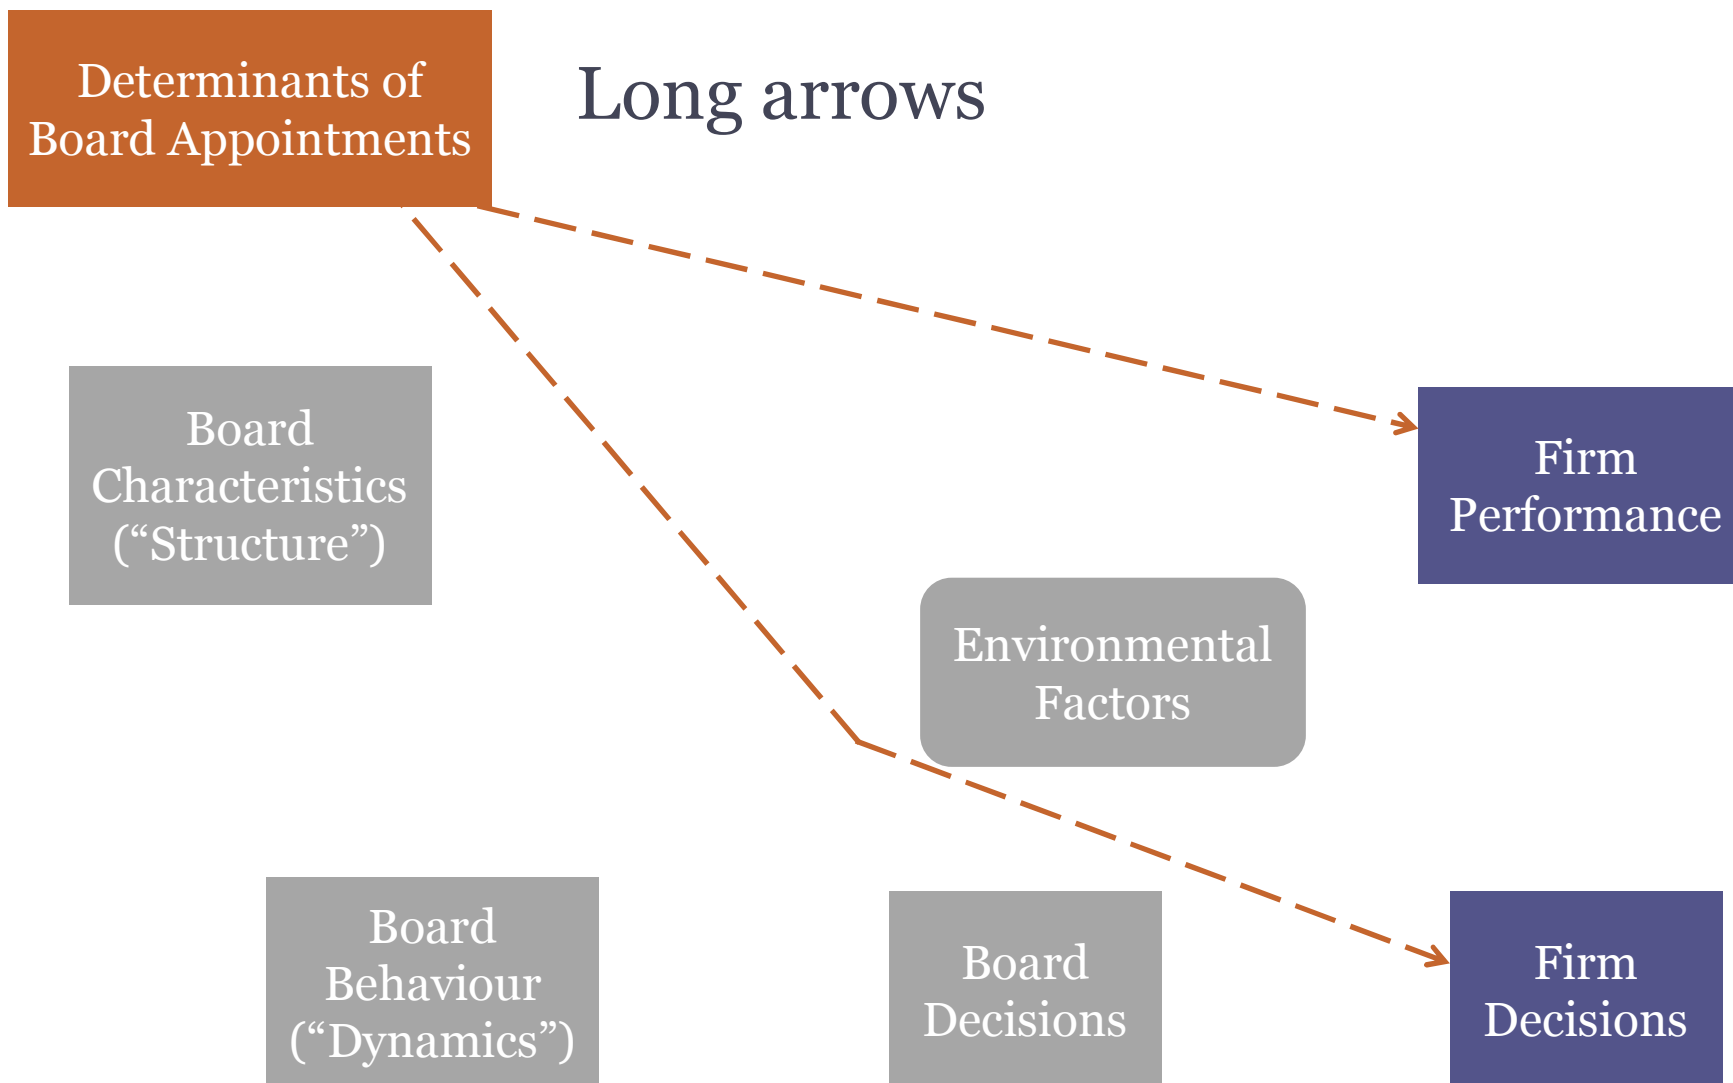 Determinants of
Board Appointments
Long arrows
Board
Characteristics
(“Structure”)
Firm
Performance
Environmental
Factors
Board
Behaviour
(“Dynamics”)
Board
Decisions
Firm
Decisions